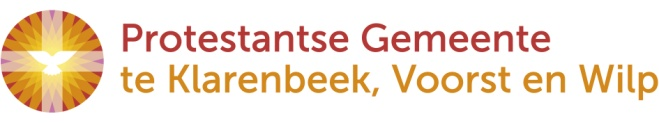 Protestantse Gemeente
te Klarenbeek, Voorst en Wilp